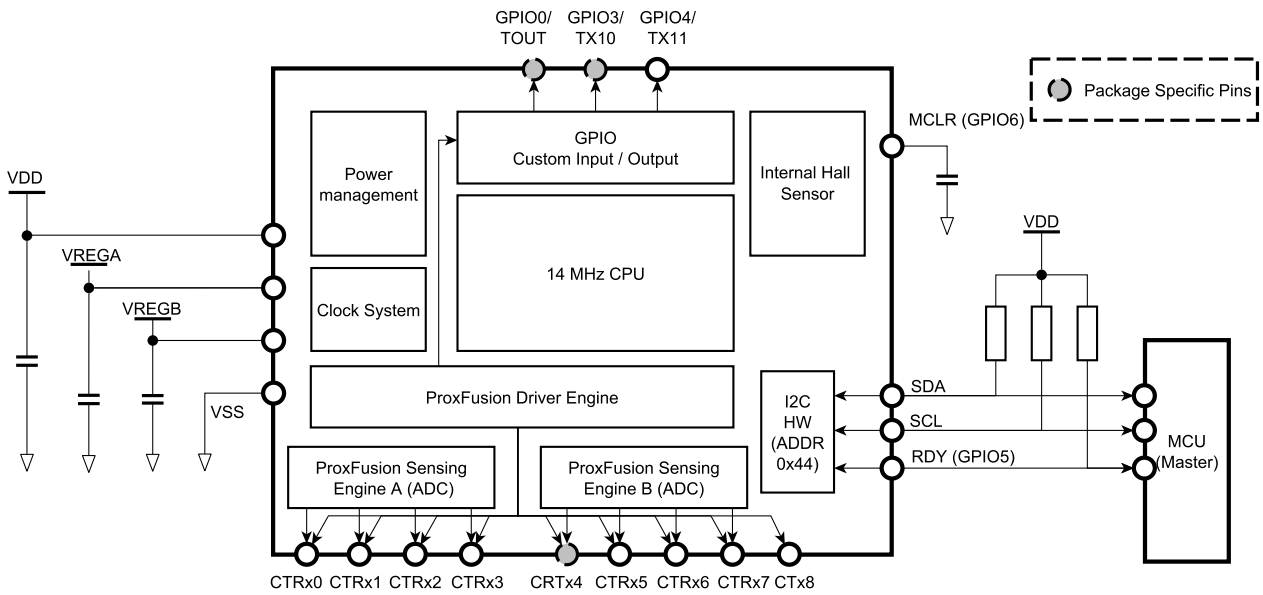 GPIO0/ GPIO3/ GPIO4/
TOUT TX10 TX11
Package Specific Pins
MCLR (GPIO6)
GPIO
Custom Input / Output
Power
management
Internal Hall
Sensor
VDD
VDD
VREGA
14 MHz CPU
VREGB
Clock System
ProxFusion Driver Engine
VSS
SDA
I2C
HW
(ADDR
0x44)
SCL
MCU
(Master)
RDY (GPIO5)
ProxFusion Sensing
Engine A (ADC)
ProxFusion Sensing
Engine B (ADC)
CTRx0 CTRx1 CTRx2 CTRx3 CRTx4 CTRx5 CTRx6 CTRx7 CTx8